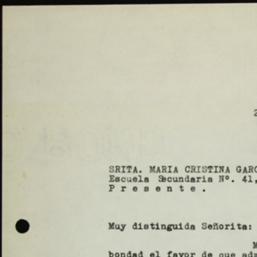 SRITA. MARIA CRISTINA
Escuela Secundaria Nº. 41,
P r e s e n t e .
Muy distinguida Señorita:
bondad el favor de que